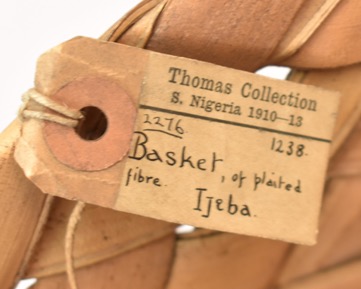 Thomas Collection
S. Nigeria 1910—13
2276
1238.
Basket, of plaited
fibre.
Ijeba.